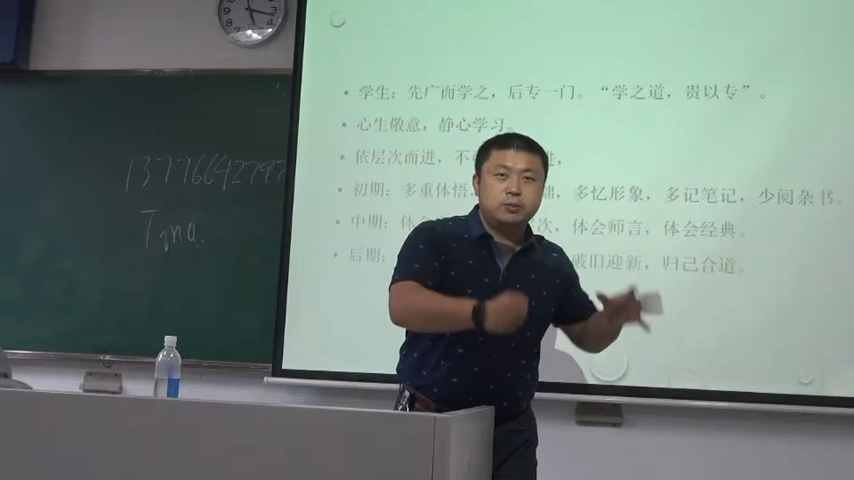 学生：先广而学之，后专一门。“学之道，贵以专”。
心生敬意，静心学习。
依层次而进，不
初期：多重体悟 础，多忆形象，多记笔记，少阅杂书。
中期：体 次，体会师言，体会经典。
后期： 破旧迎新，归己合道。
Tina.